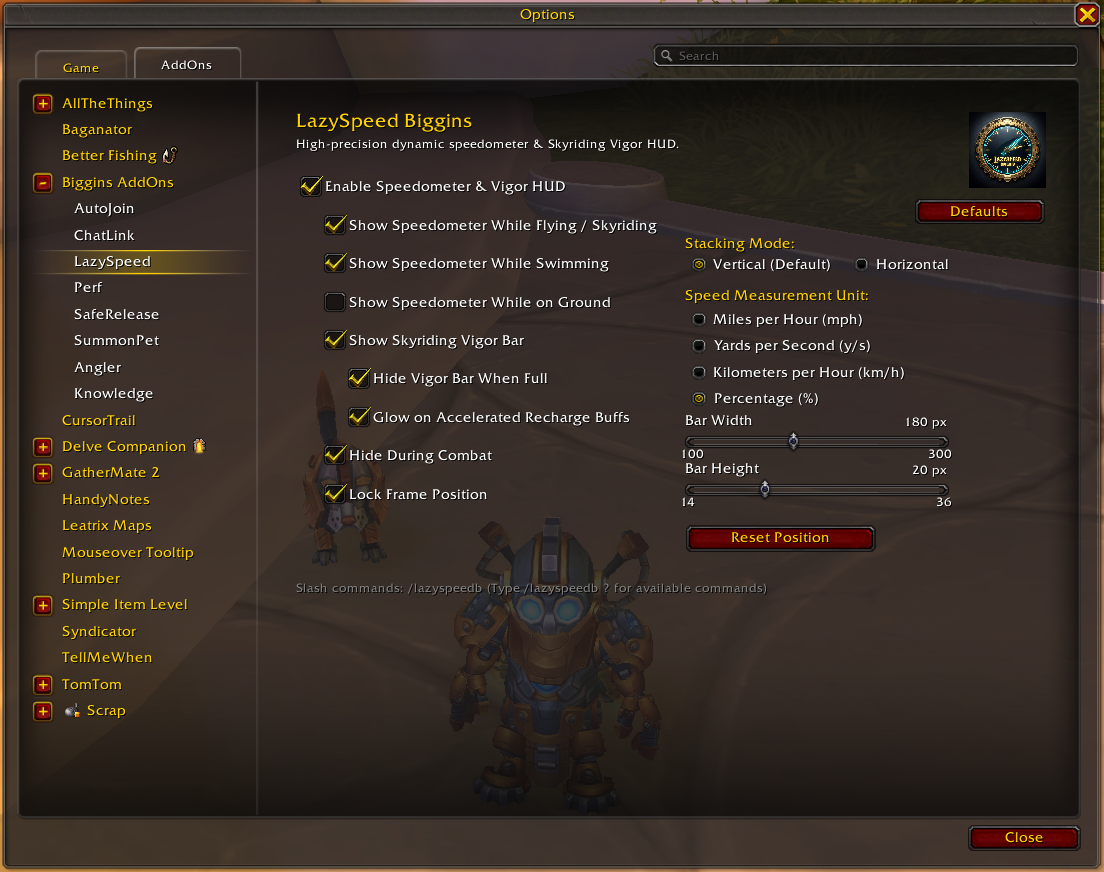 Options
Game
AddOns
Search
AllTheThings
Baganator
Better Fishing
Biggins AddOns
AutoJoin
ChatLink
LazySpeed
Perf
SafeRelease
SummonPet
Angler
Knowledge
CursorTrail
Delve Companion
GatherMate 2
HandyNotes
Leatrix Maps
Mouseover Tooltip
Plumber
Simple Item Level
Syndicator
TellMeWhen
TomTom
Scrap
LazySpeed Biggins
High-precision dynamic speedometer & Skyriding Vigor HUD.
Enable Speedometer & Vigor HUD
Show Speedometer While Flying / Skyriding
Show Speedometer While Swimming
Show Speedometer While on Ground
Show Skyriding Vigor Bar
Hide Vigor Bar When Full
Glow on Accelerated Recharge Buffs
Hide During Combat
Lock Frame Position
Defaults
Stacking Mode:
Vertical (Default) Horizontal
Speed Measurement Unit:
Miles per Hour (mph)
Yards per Second (y/s)
Kilometers per Hour (km/h)
Percentage (%)
Bar Width 180 px
100 300
Bar Height 20 px
14 36
Reset Position
Slash commands: /lazyspeedb (Type /lazyspeedb ? for available commands)
Close